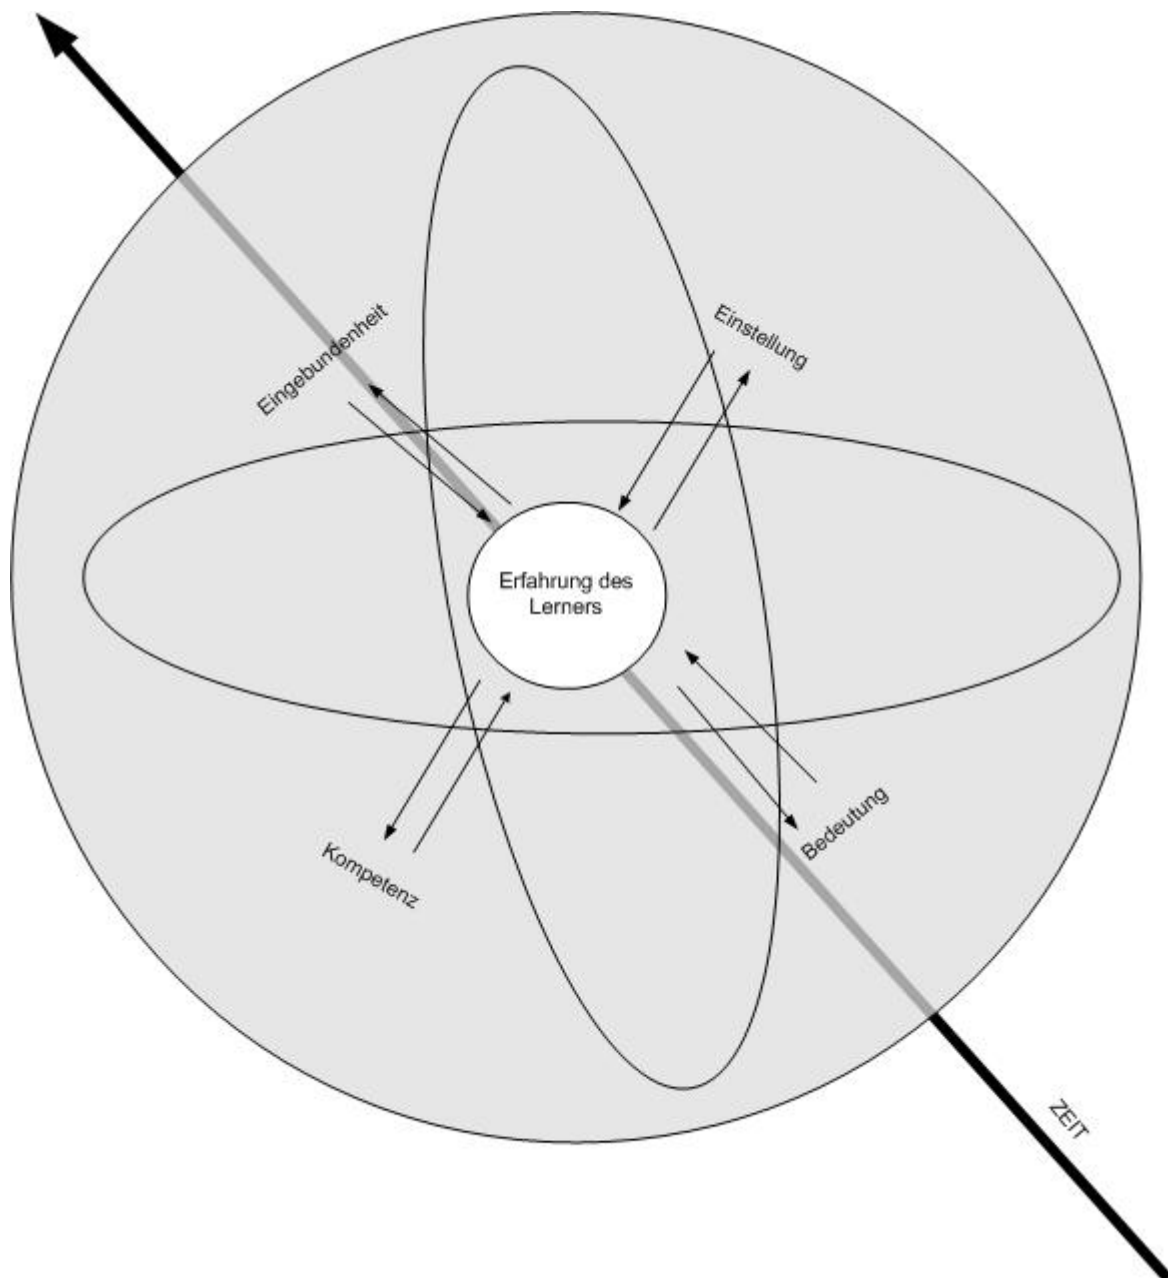 Eingebundenheit
Einstellung
Erfahrung des
Lerners
Bedeutung
Kompetenz
ZEIT